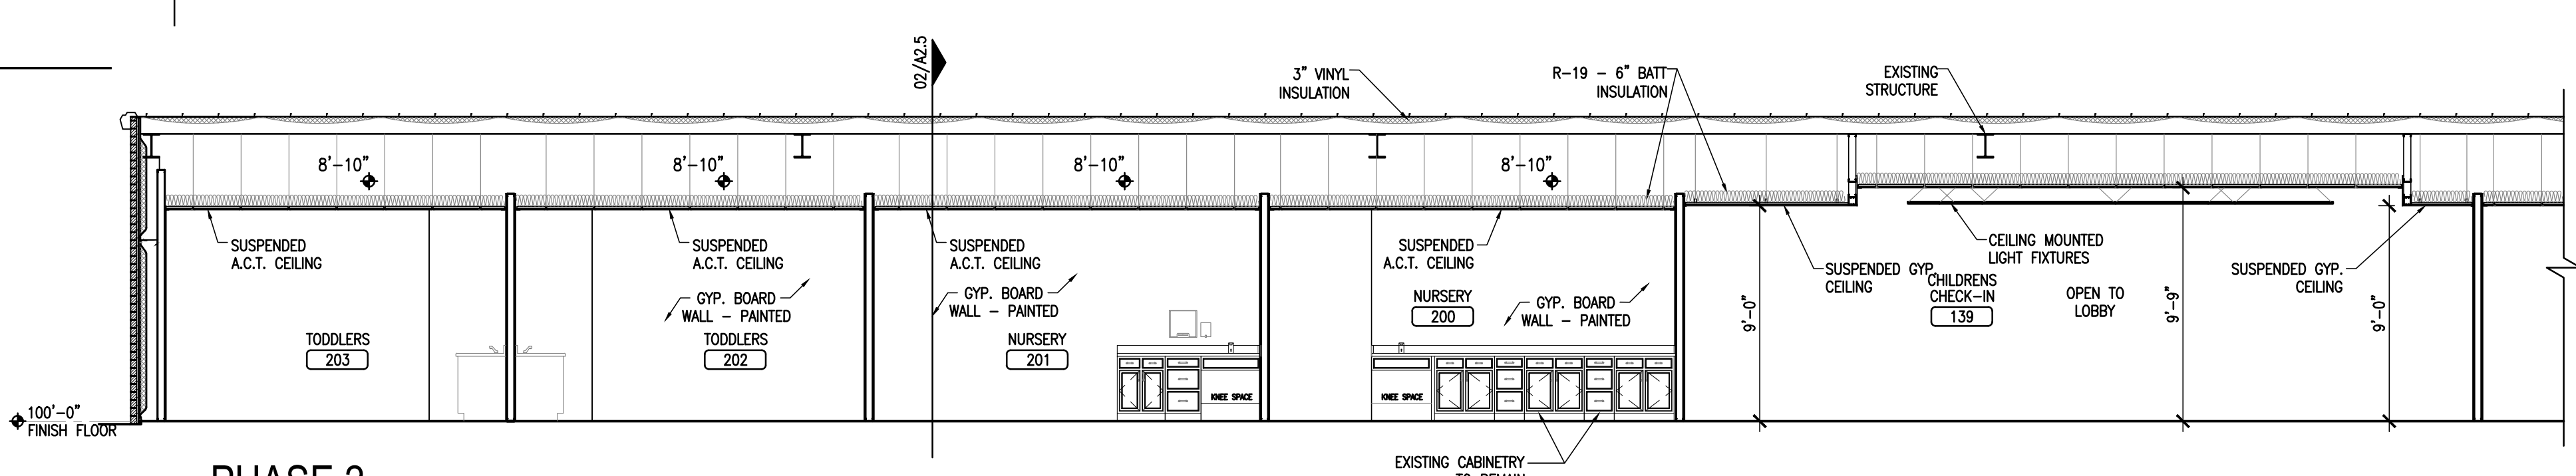 02/A2.5
3" VINYL
INSULATION
R-19 - 6" BATT
INSULATION
EXISTING
STRUCTURE
8'-10"
8'-10"
8'-10"
8'-10"
SUSPENDED
A.C.T. CEILING
SUSPENDED
A.C.T. CEILING
SUSPENDED
A.C.T. CEILING
SUSPENDED
A.C.T. CEILING
CEILING MOUNTED
LIGHT FIXTURES
SUSPENDED GYP.
CEILING
SUSPENDED GYP.
CEILING
GYP. BOARD
WALL - PAINTED
GYP. BOARD
WALL - PAINTED
GYP. BOARD
WALL - PAINTED
TODDLERS
203
TODDLERS
202
NURSERY
201
NURSERY
200
CHILDRENS
CHECK-IN
139
OPEN TO
LOBBY
9'-0"
9'-9"
9'-0"
KNEE SPACE
KNEE SPACE
100'-0"
FINISH FLOOR
EXISTING CABINETRY
TO REMAIN
PHASE 2